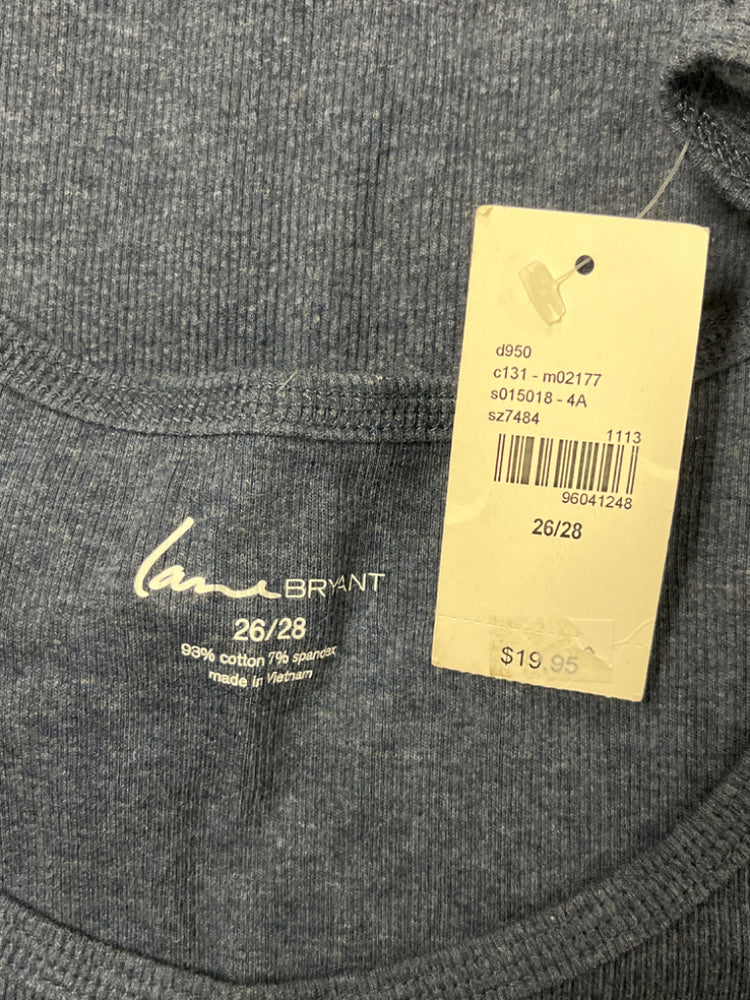 d950
c131 - m02177
s015018 - 4A
sz7484
1113
96041248
26/28
$19.95
lane BRYANT
26/28
93% cotton 7% spandex
made in Vietnam